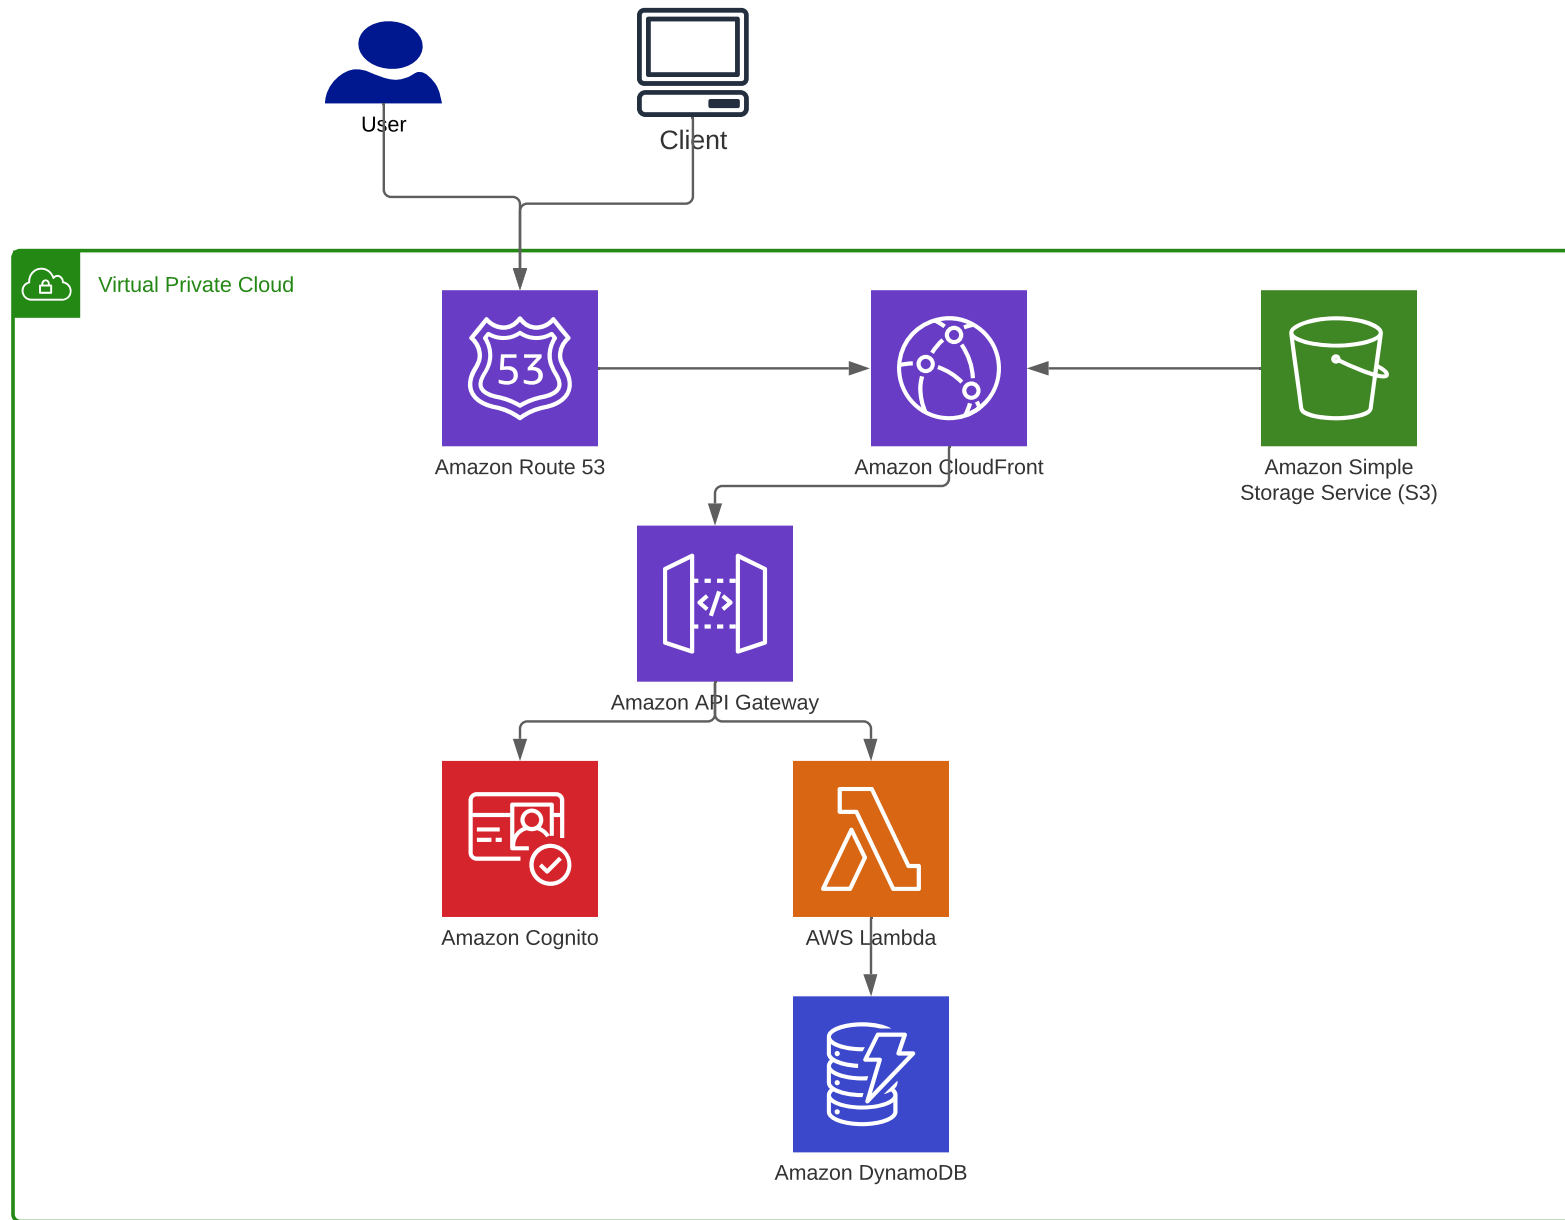 User
Client
Virtual Private Cloud
53
Amazon Route 53
Amazon CloudFront
Amazon Simple
Storage Service (S3)
</>
Amazon API Gateway
Amazon Cognito
AWS Lambda
Amazon DynamoDB